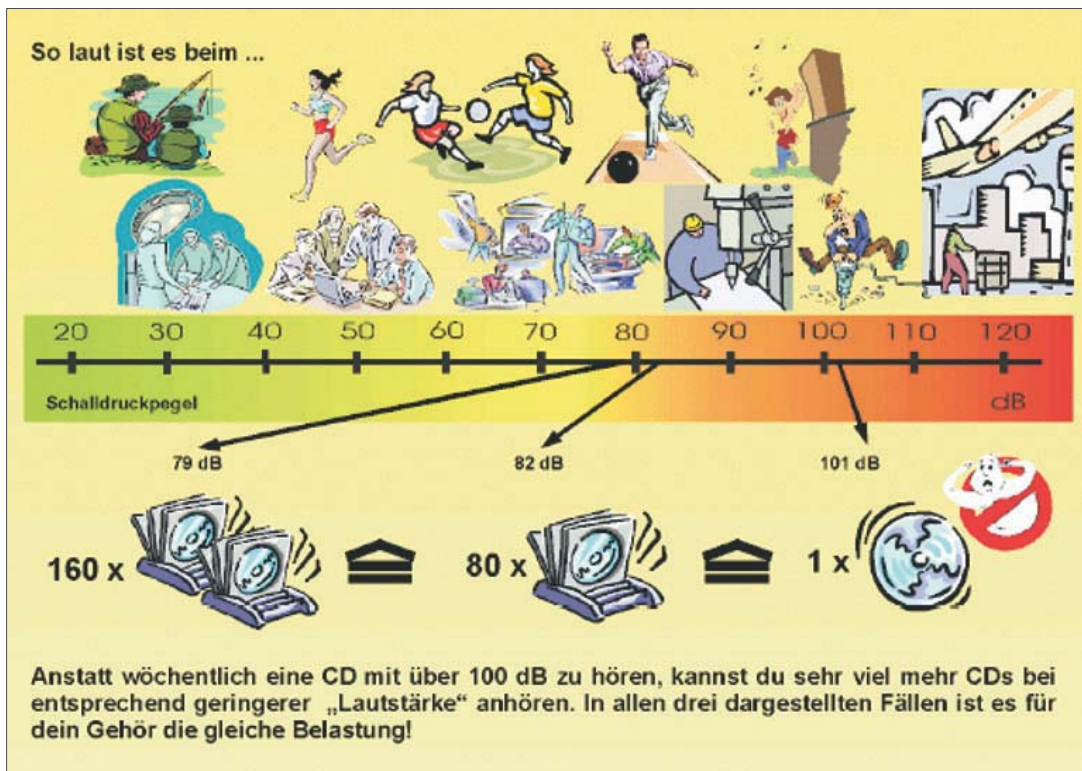 So laut ist es beim ...
20 30 40 50 60 70 80 90 100 110 120
Schalldruckpegel dB
79 dB 82 dB 101 dB
160 x 80 x 1 x
Anstatt wöchentlich eine CD mit über 100 dB zu hören, kannst du sehr viel mehr CDs bei
entsprechend geringerer „Lautstärke“ anhören. In allen drei dargestellten Fällen ist es für
dein Gehör die gleiche Belastung!